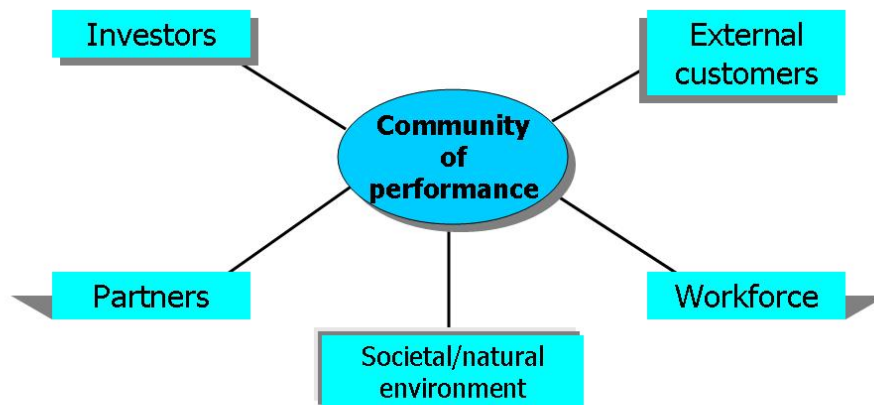 Investors
External
customers
Community
of
performance
Partners
Workforce
Societal/natural
environment